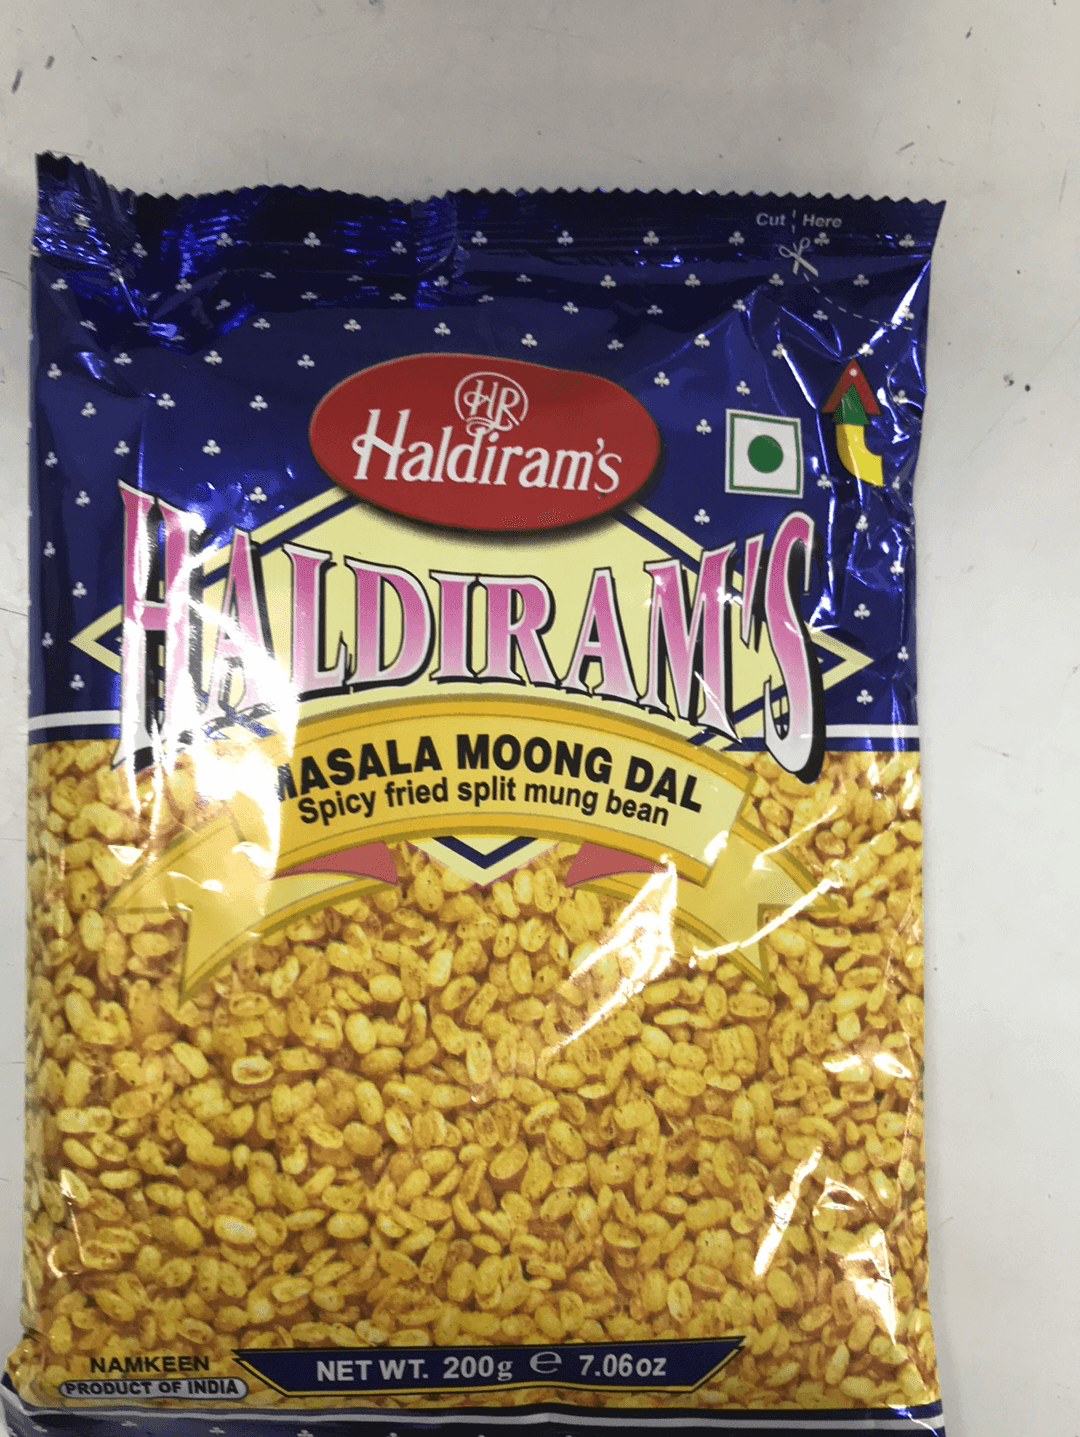 Cut Here
HR
Haldiram's
HALDIRAM'S
MASALA MOONG DAL
Spicy fried split mung bean
NAMKEEN
PRODUCT OF INDIA
NET WT. 200g ℮ 7.06oz